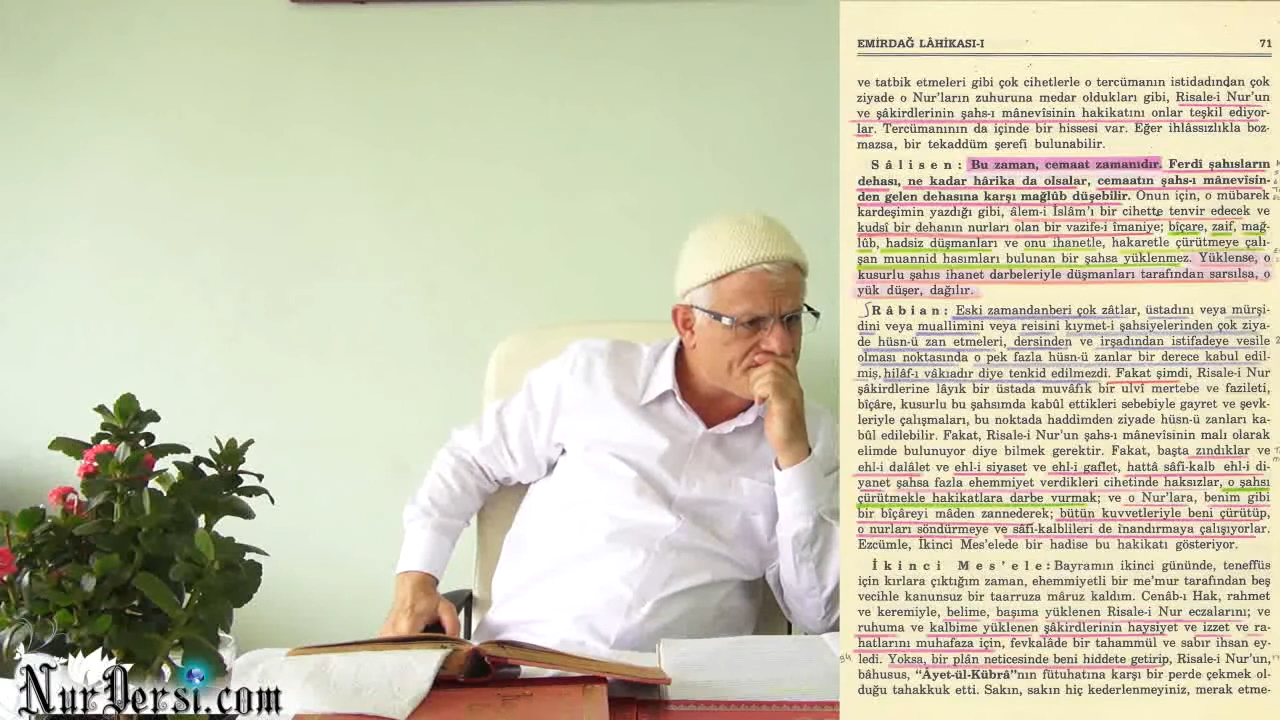 EMİRDAĞ LÂHİKASI-I 71
ve tatbik etmeleri gibi çok cihetlerle o tercümanın istidadından çok
ziyade o Nur'ların zuhuruna medar oldukları gibi, Risale-i Nur'un
ve şâkirdlerinin şahs-ı mânevîsinin hakikatını onlar teşkil ediyor-
lar. Tercümanının da içinde bir hissesi var. Eğer ihlâssızlıkla boz-
mazsa, bir tekaddüm şerefi bulunabilir.
Sâlisen: Bu zaman, cemaat zamanıdır. Ferdî şahısların
dehası, ne kadar hârika da olsalar, cemaatın şahs-ı mânevîsin-
den gelen dehasına karşı mağlûb düşebilir. Onun için, o mübarek
kardeşimin yazdığı gibi, âlem-i İslâm'ı bir cihette tenvir edecek ve
kudsî bir dehanın nurları olan bir vazife-i îmaniye; bîçare, zaif, mağ-
lûb, hadsiz düşmanları ve onu ihanetle, hakaretle çürütmeye çalı-
şan muannid hasımları bulunan bir şahsa yüklenmez. Yüklense, o
kusurlu şahıs ihanet darbeleriyle düşmanları tarafından sarsılsa, o
yük düşer, dağılır.
Râbian: Eski zamandanberi çok zâtlar, üstadını veya mürşi-
dini veya muallimini veya reisini kıymet-i şahsiyelerinden çok ziya-
de hüsn-ü zan etmeleri, dersinden ve irşadından istifadeye vesile
olması noktasında o pek fazla hüsn-ü zanlar bir derece kabul edil-
miş, hilâf-ı vâkıadır diye tenkid edilmezdi. Fakat şimdi, Risale-i Nur
şâkirdlerine lâyık bir üstada muvâfık bir ulvî mertebe ve fazileti,
bîçâre, kusurlu bu şahsımda kabûl ettikleri sebebiyle gayret ve şevk-
leriyle çalışmaları, bu noktada haddimden ziyade hüsn-ü zanları ka-
bûl edilebilir. Fakat, Risale-i Nur'un şahs-ı mânevîsinin malı olarak
elimde bulunuyor diye bilmek gerektir. Fakat, başta zındıklar ve
ehl-i dalâlet ve ehl-i siyaset ve ehl-i gaflet, hattâ sâfi-kalb ehl-i di-
yanet şahsa fazla ehemmiyet verdikleri cihetinde haksızlar, o şahsı
çürütmekle hakikatlara darbe vurmak; ve o Nur'lara, benim gibi
bir bîçâreyi mâden zannederek; bütün kuvvetleriyle beni çürütüp,
o nurları söndürmeye ve sâfî-kalblileri de înandırmaya çalışıyorlar.
Ezcümle, İkinci Mes'elede bir hadise bu hakikatı gösteriyor.
İkinci Mes'ele: Bayramın ikinci gününde, teneffüs
için kırlara çıktığım zaman, ehemmiyetli bir me'mur tarafından beş
vecihle kanunsuz bir taarruza mâruz kaldım. Cenâb-ı Hak, rahmet
ve keremiyle, belime, başıma yüklenen Risale-i Nur eczalarını; ve
ruhuma ve kalbime yüklenen şâkirdlerinin haysiyet ve izzet ve ra-
hatlarını muhafaza için, fevkalâde bir tahammül ve sabır ihsan ey-
ledi. Yoksa, bir plân neticesinde beni hiddete getirip, Risale-i Nur'un,
bâhusus, "Âyet-ül-Kübrâ"nın fütuhatına karşı bir perde çekmek ol-
duğu tahakkuk etti. Sakın, sakın hiç kederlenmeyiniz, merak etme-
NurDersi.com